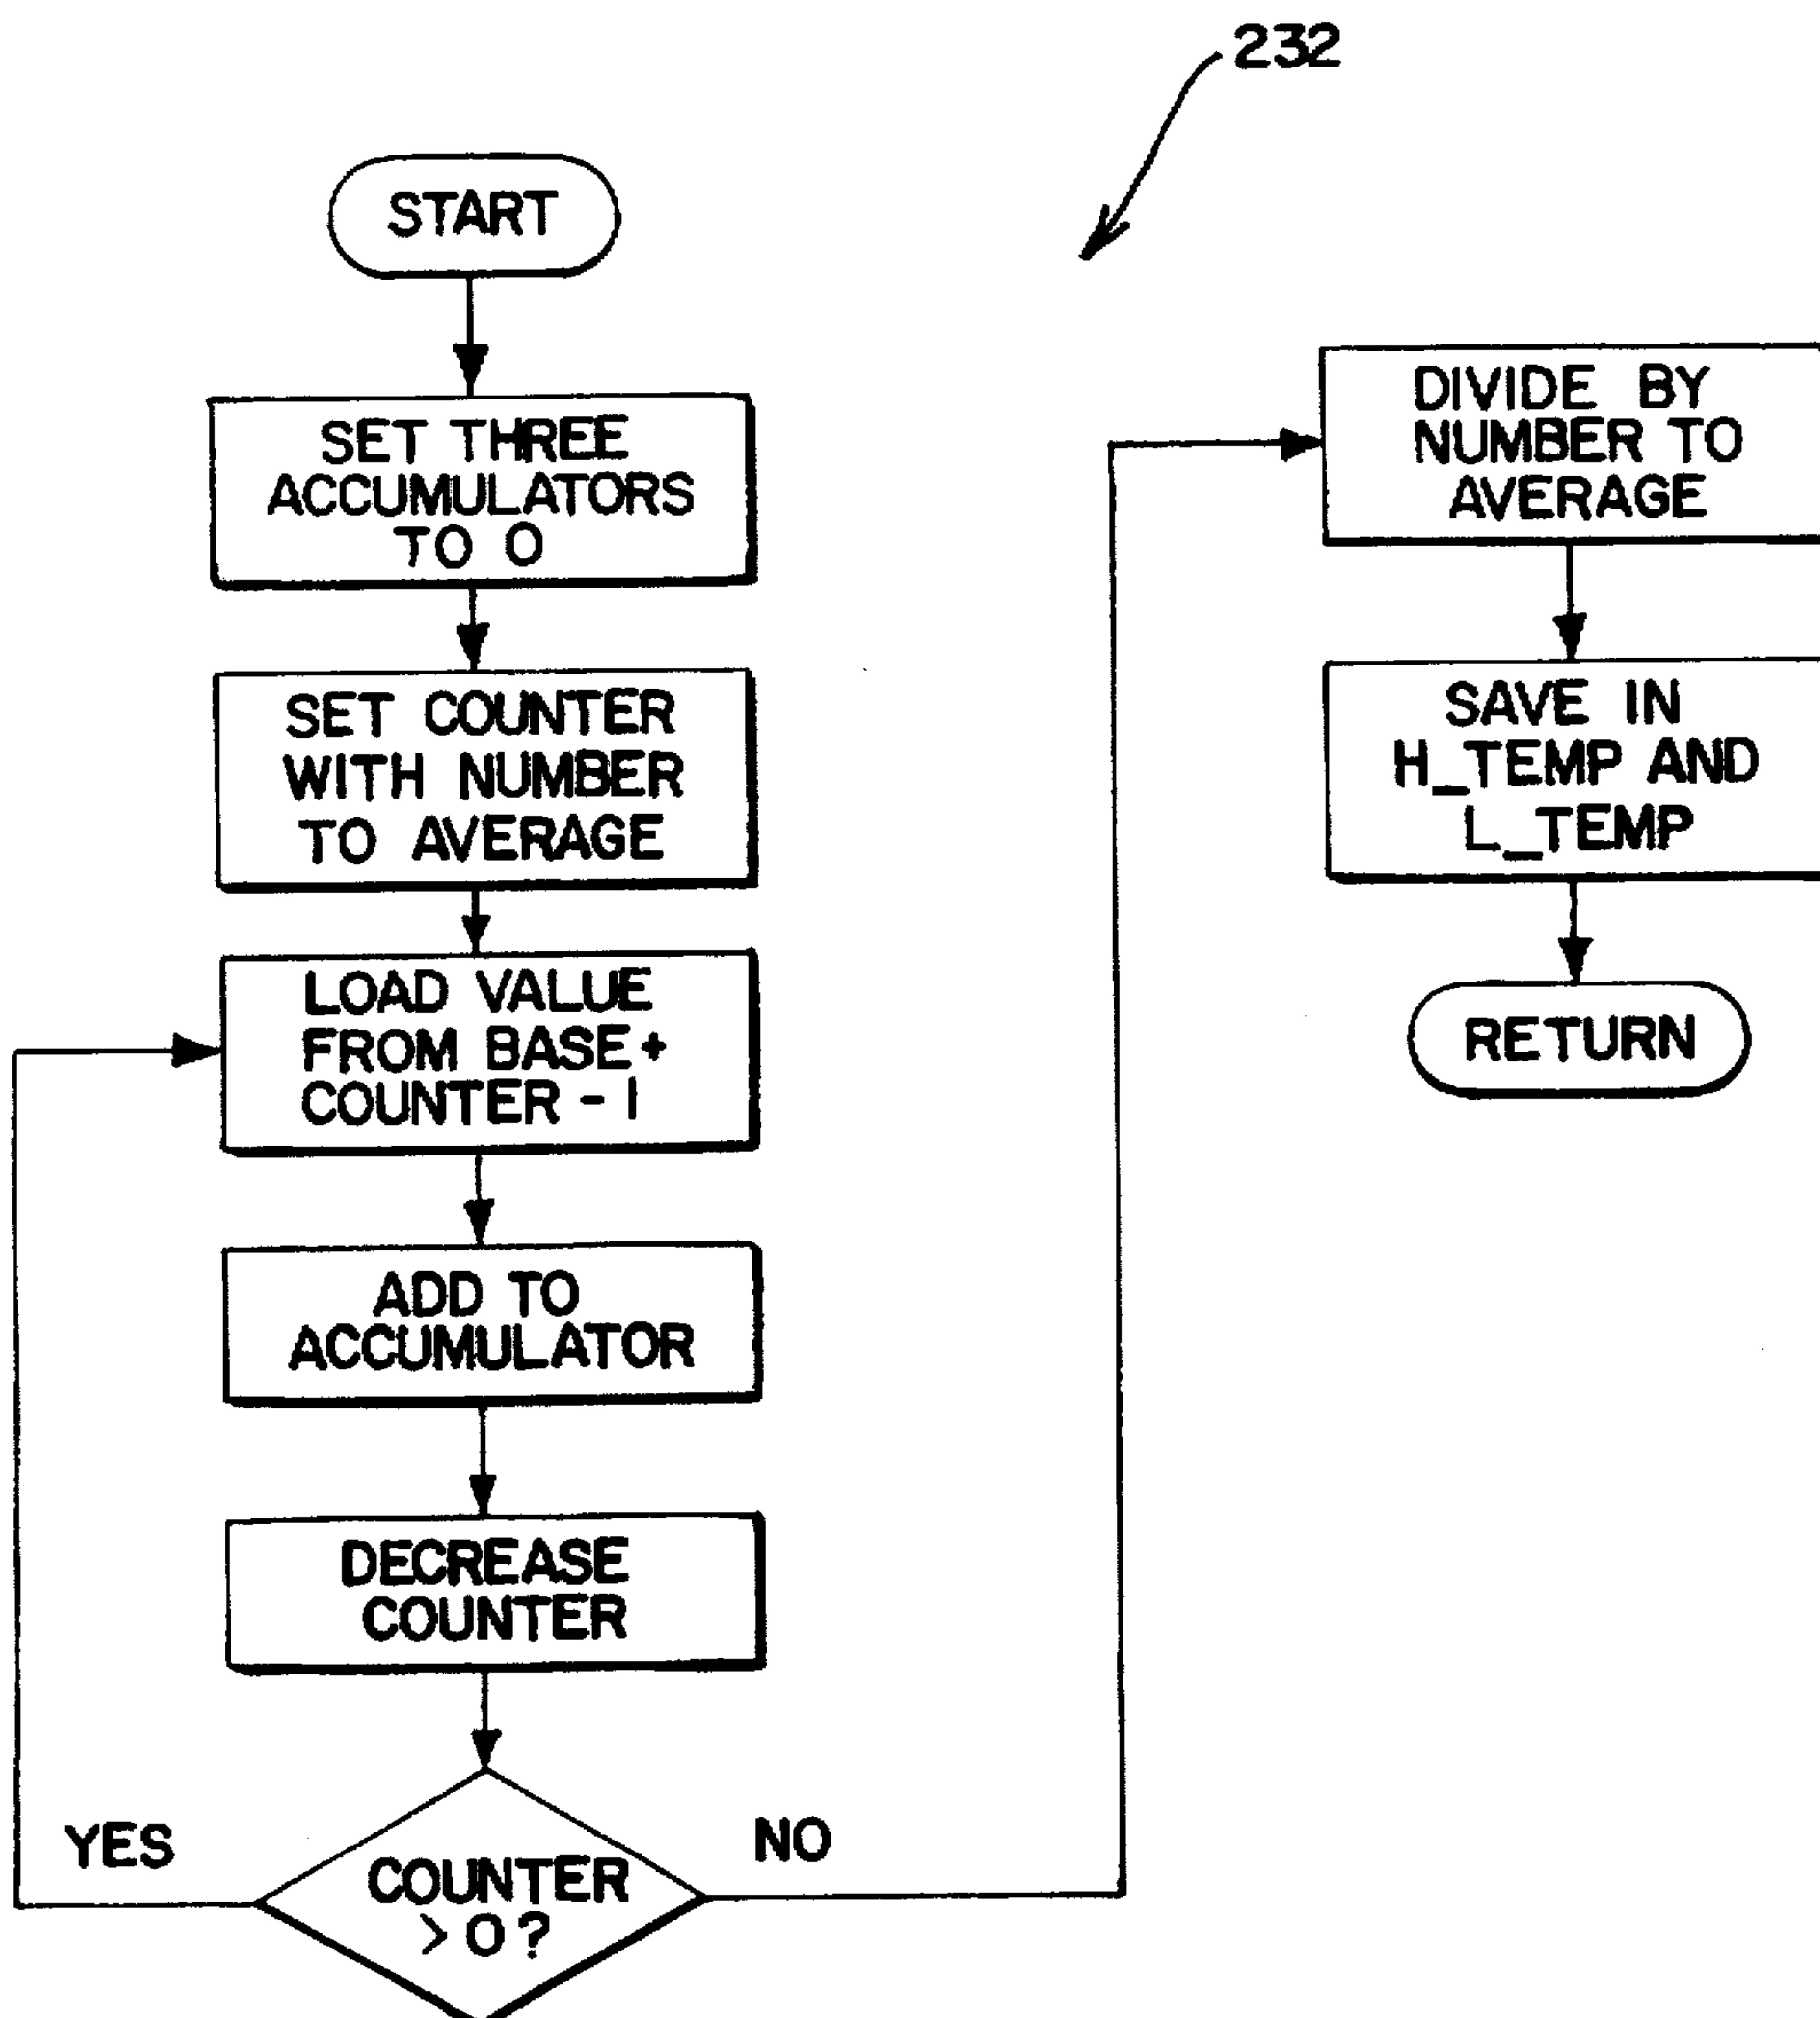 232
START
SET THREE
ACCUMULATORS
TO 0
SET COUNTER
WITH NUMBER
TO AVERAGE
LOAD VALUE
FROM BASE+
COUNTER - 1
ADD TO
ACCUMULATOR
DECREASE
COUNTER
COUNTER
> 0 ?
YES
NO
DIVIDE BY
NUMBER TO
AVERAGE
SAVE IN
H_TEMP AND
L_TEMP
RETURN